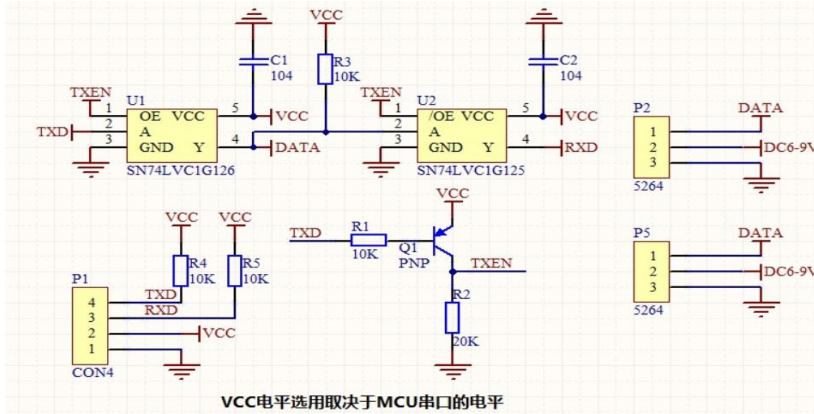 VCC
C1
104
R3
10K
C2
104
TXEN
U1
1
OE VCC
5
VCC
TXD
2
A
3
GND Y
4
DATA
SN74LVC1G126
TXEN
U2
1
/OE VCC
5
VCC
2
A
3
GND Y
4
RXD
SN74LVC1G125
P2
DATA
1
2
DC6-9V
3
5264
VCC
VCC
R4
10K
R5
10K
P1
4
TXD
3
RXD
2
VCC
1
CON4
VCC
TXD
R1
10K
Q1
PNP
TXEN
R2
20K
P5
DATA
1
2
DC6-9V
3
5264
VCC电平选用取决于MCU串口的电平